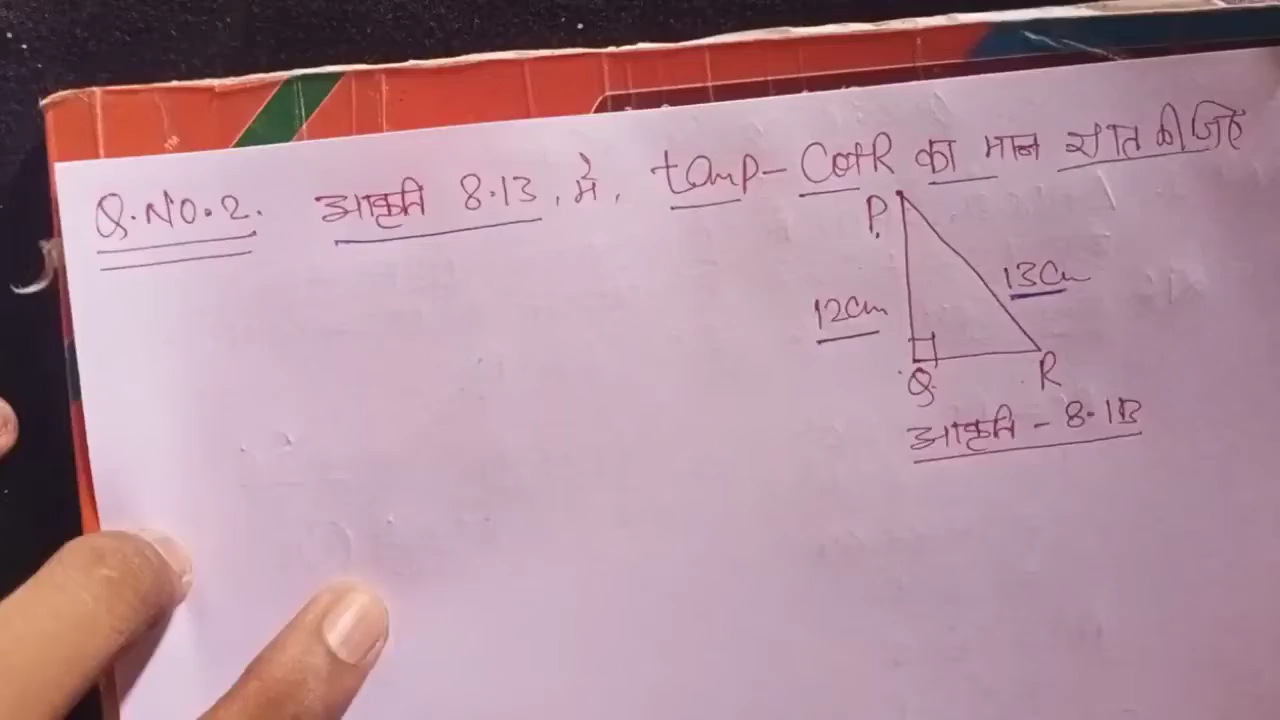 Q.NO.2. आकृति 8.13, में, tanp - CotR का मान ज्ञात कीजिए
P
13Cm
12Cm
Q
R
आकृति - 8.13